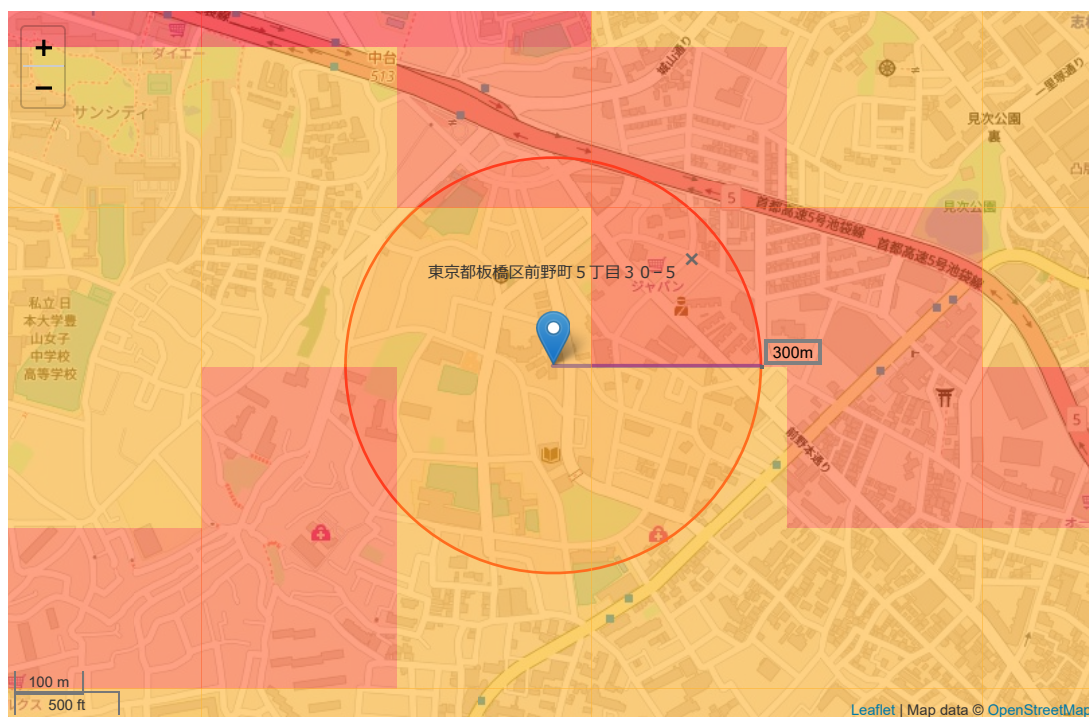 +
−
ダイエー
中台
513
サンシティ
城山通り
一里塚通り
見次公園
裏
見次公園
5
首都高速5号池袋線
首都高速5号池袋線
東京都板橋区前野町５丁目３０−５
ジャパン
私立 日
本大学豊
山女子
中学校
高等学校
300m
5
前野本通り
100 m
500 ft
Leaflet | Map data © OpenStreetMap